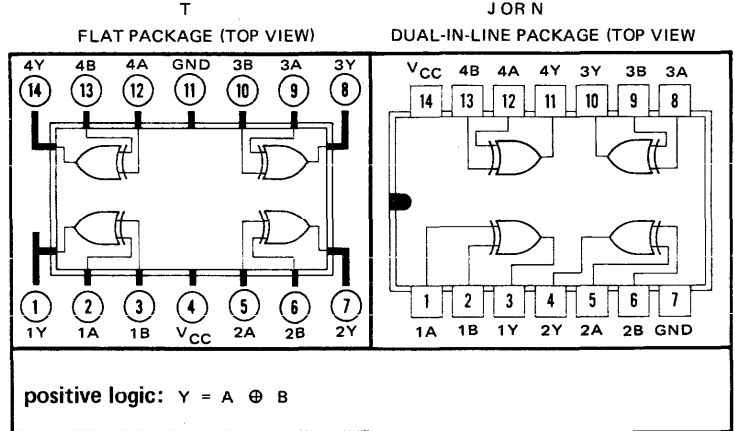 T
FLAT PACKAGE (TOP VIEW)
4Y 4B 4A GND 3B 3A 3Y
14 13 12 11 10 9 8
1 2 3 4 5 6 7
1Y 1A 1B VCC 2A 2B 2Y
J OR N
DUAL-IN-LINE PACKAGE (TOP VIEW
VCC 4B 4A 4Y 3Y 3B 3A
14 13 12 11 10 9 8
1 2 3 4 5 6 7
1A 1B 1Y 2Y 2A 2B GND
positive logic: Y = A ⊕ B